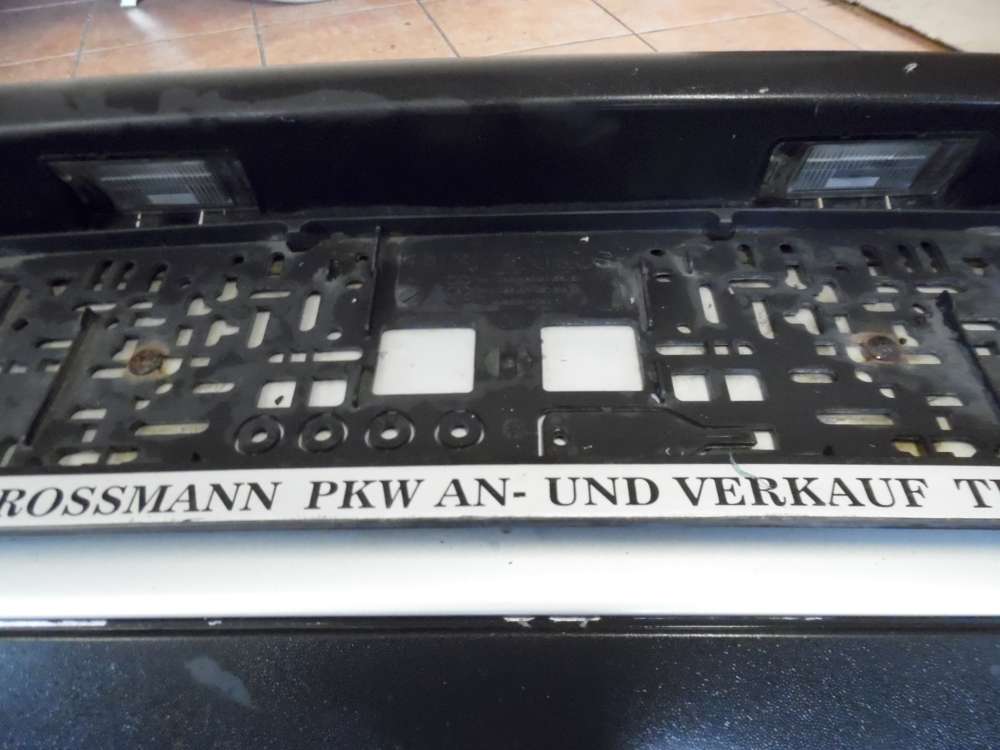 ROSSMANN PKW AN- UND VERKAUF